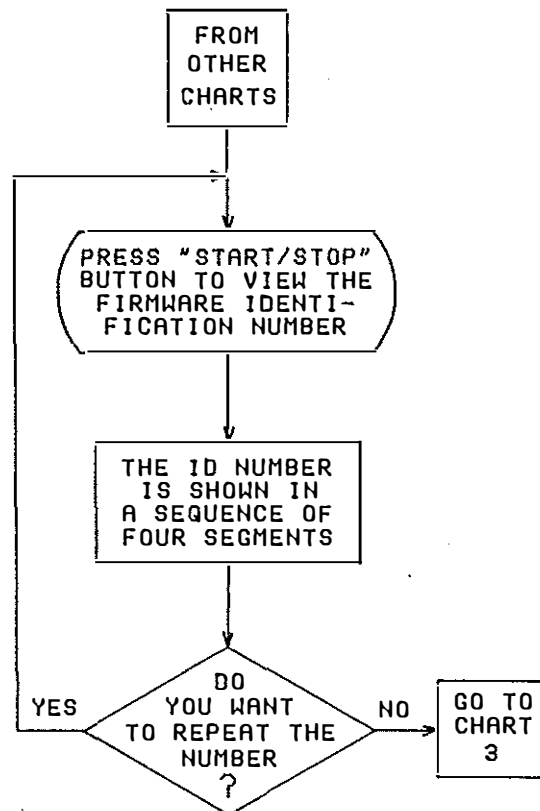 FROM
OTHER
CHARTS
PRESS "START/STOP"
BUTTON TO VIEW THE
FIRMWARE IDENTI-
FICATION NUMBER
THE ID NUMBER
IS SHOWN IN
A SEQUENCE OF
FOUR SEGMENTS
DO
YOU WANT
TO REPEAT THE
NUMBER
?
YES
NO
GO TO
CHART
3